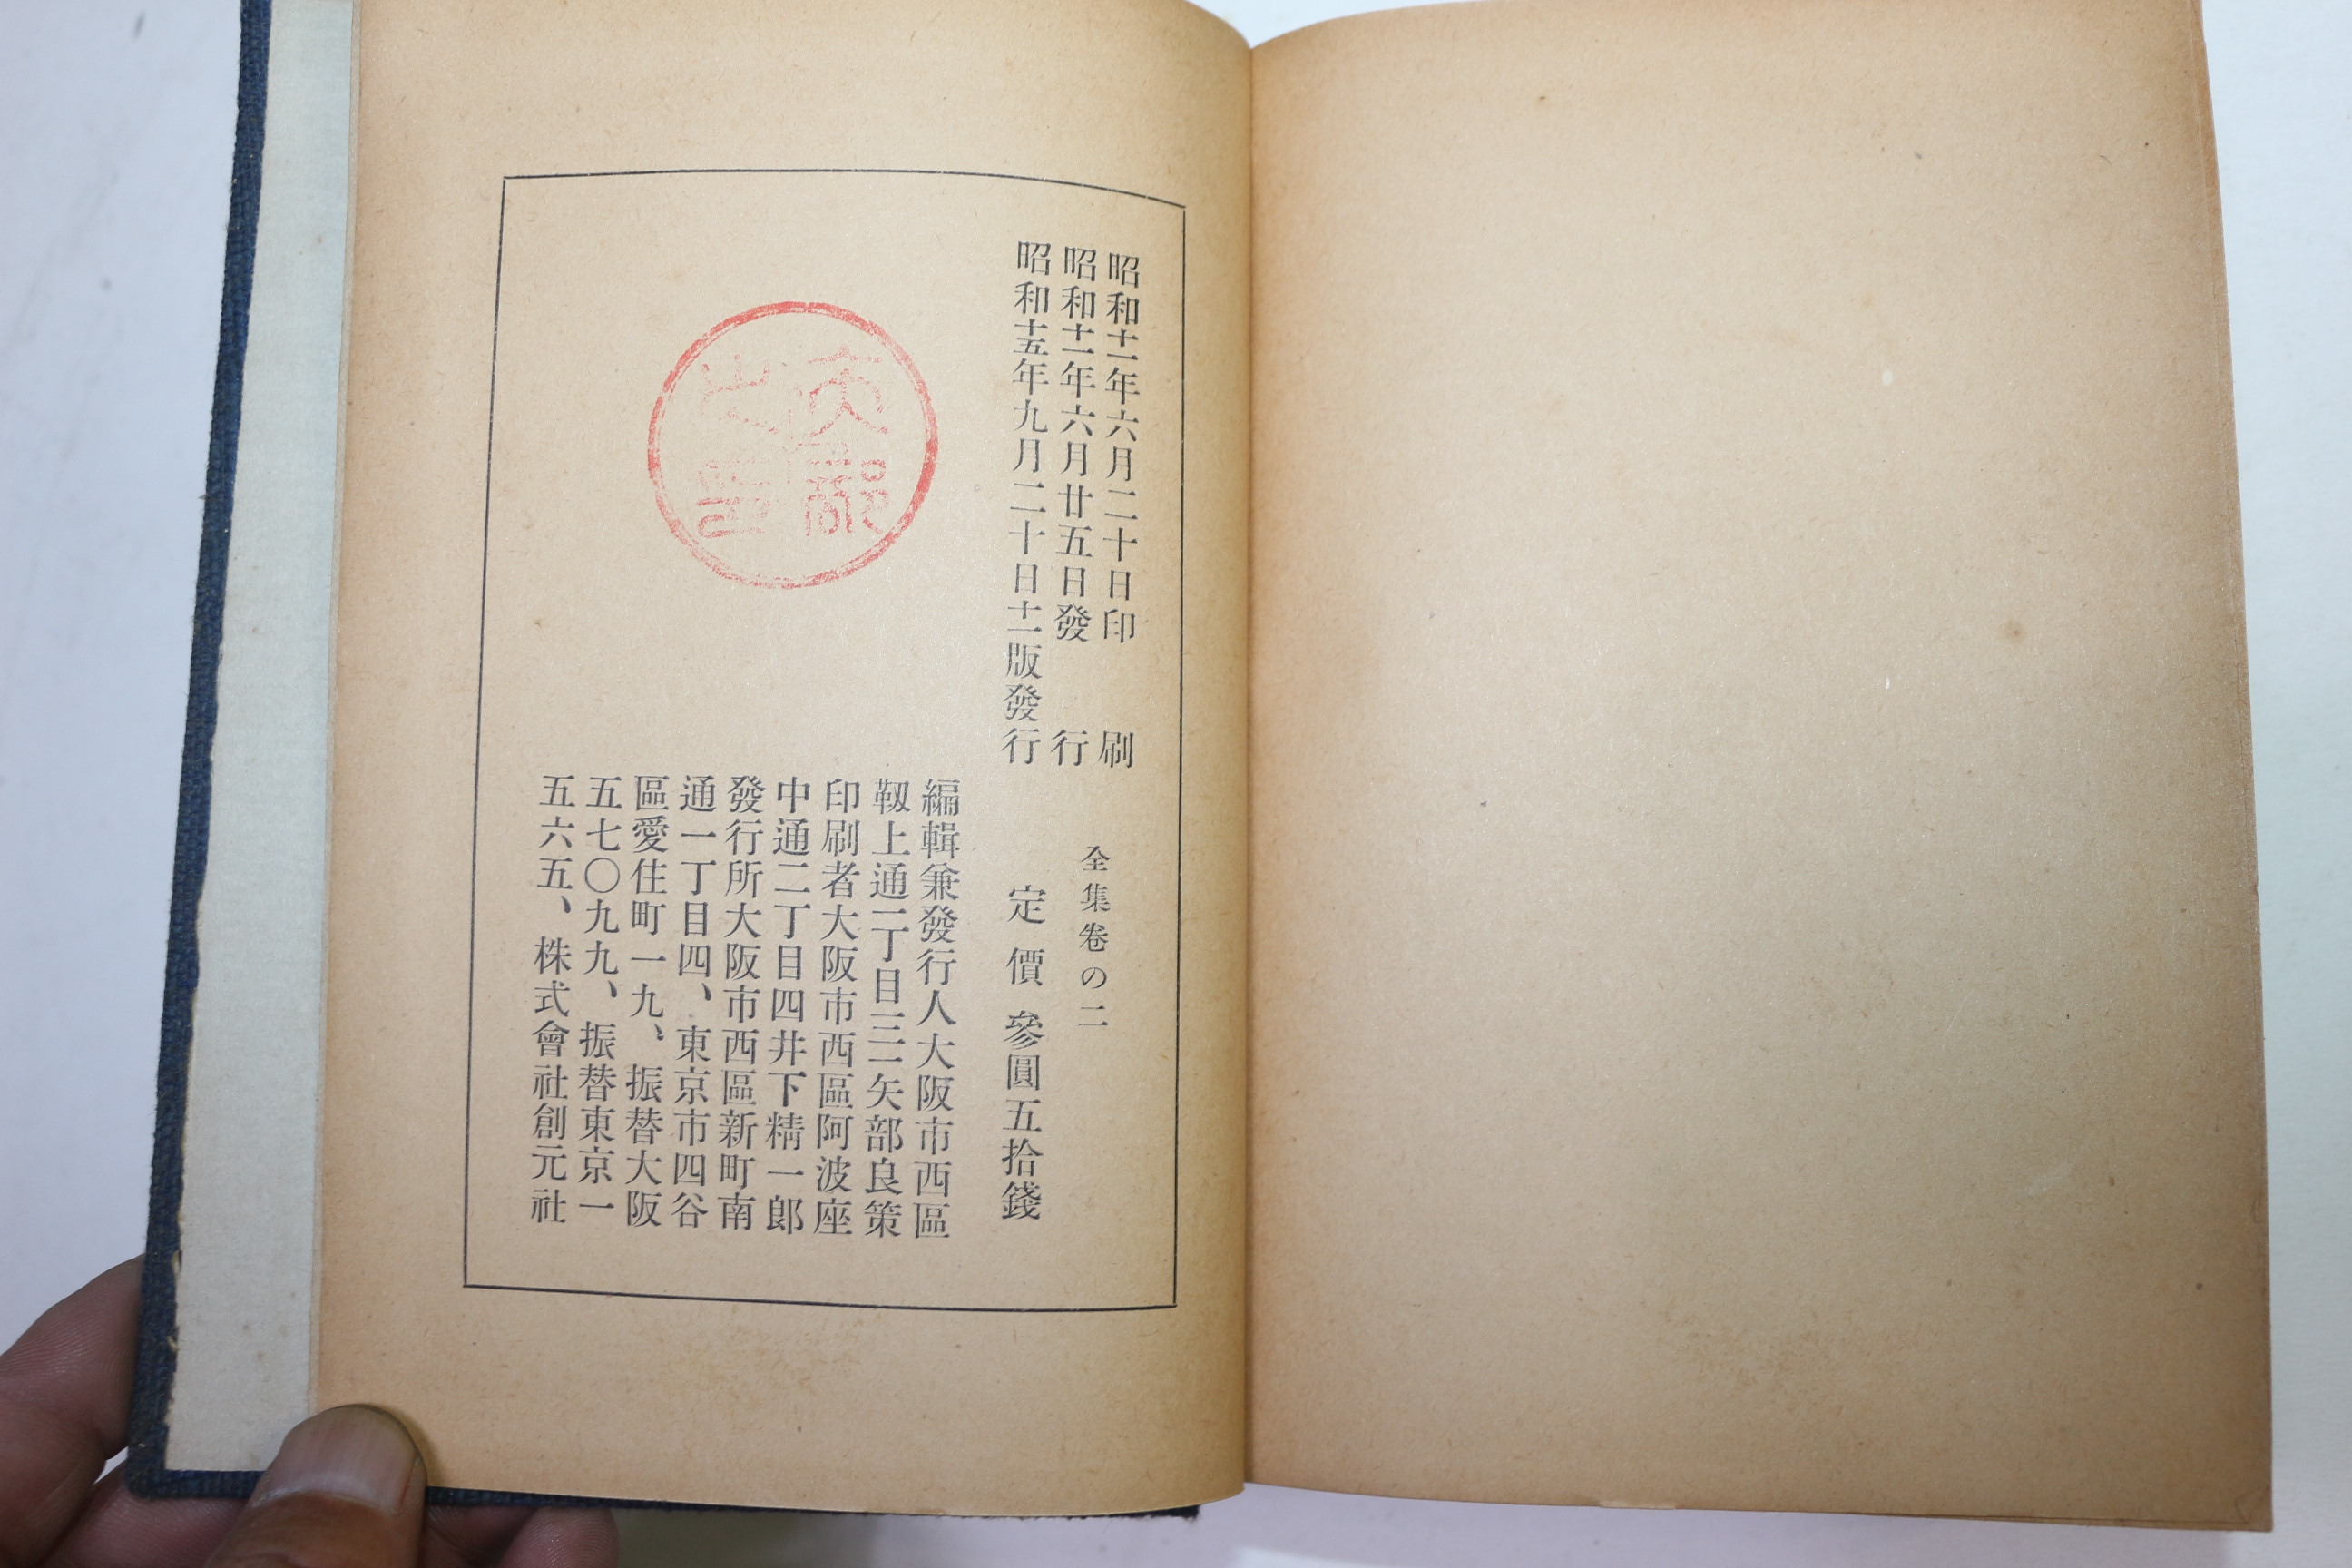 昭和十一年六月二十日印刷
昭和十一年六月廿五日發行
昭和十五年九月二十日十一版發行
全集卷の二
定價參圓五拾錢
編輯兼發行人大阪市西區
靱上通一丁目三一矢部良策
印刷者大阪市西區阿波座
中通二丁目四井下精一郎
發行所大阪市西區新町南
通一丁目四、東京市四谷
區愛住町一九、振替大阪
五七〇九九、振替東京一
五六五、株式會社創元社